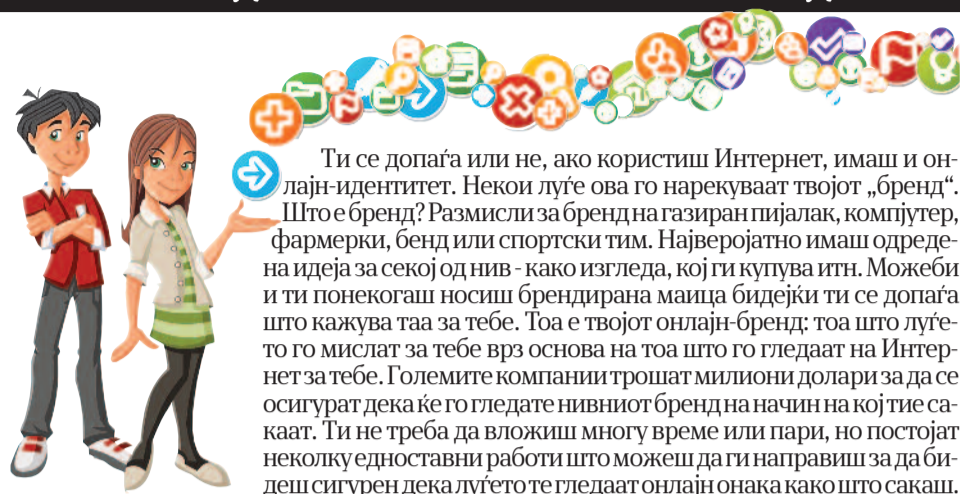 Ти се допаѓа или не, ако користиш Интернет, имаш и он-
лајн-идентитет. Некои луѓе ова го нарекуваат твојот „бренд“.
Што е бренд? Размисли за бренд на газиран пијалак, компјутер,
фармерки, бенд или спортски тим. Најверојатно имаш одреде-
на идеја за секој од нив - како изгледа, кој ги купува итн. Можеби
и ти понекогаш носиш брендирана маица бидејќи ти се допаѓа
што кажува таа за тебе. Тоа е твојот онлајн-бренд: тоа што луѓе-
то го мислат за тебе врз основа на тоа што го гледаат на Интер-
нет за тебе. Големите компании трошат милиони долари за да се
осигурат дека ќе го гледате нивниот бренд на начин на кој тие са-
каат. Ти не треба да вложиш многу време или пари, но постојат
неколку едноставни работи што можеш да ги направиш за да би-
деш сигурен дека луѓето те гледаат онлајн онака како што сакаш.